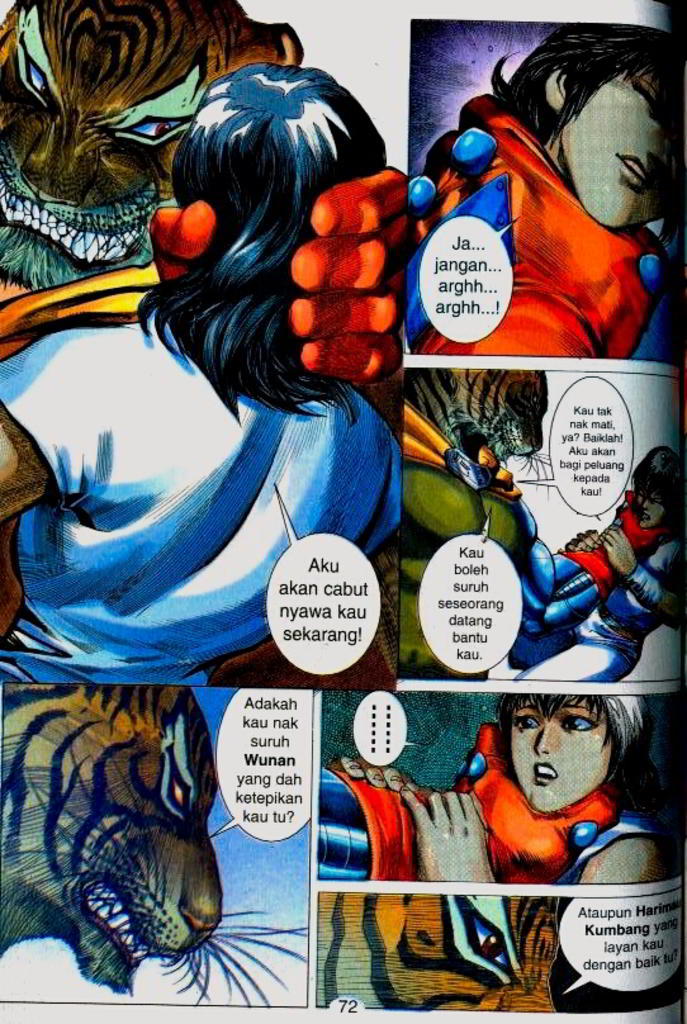 Aku
akan cabut
nyawa kau
sekarang!
Ja...
jangan...
arghh...
arghh...!
Kau tak
nak mati,
ya? Baiklah!
Aku akan
bagi peluang
kepada
kau!
Kau
boleh
suruh
seseorang
datang
bantu
kau.
Adakah
kau nak
suruh
Wunan
yang dah
ketepikan
kau tu?
Ataupun Harimau
Kumbang yang
layan kau
dengan baik tu?
72